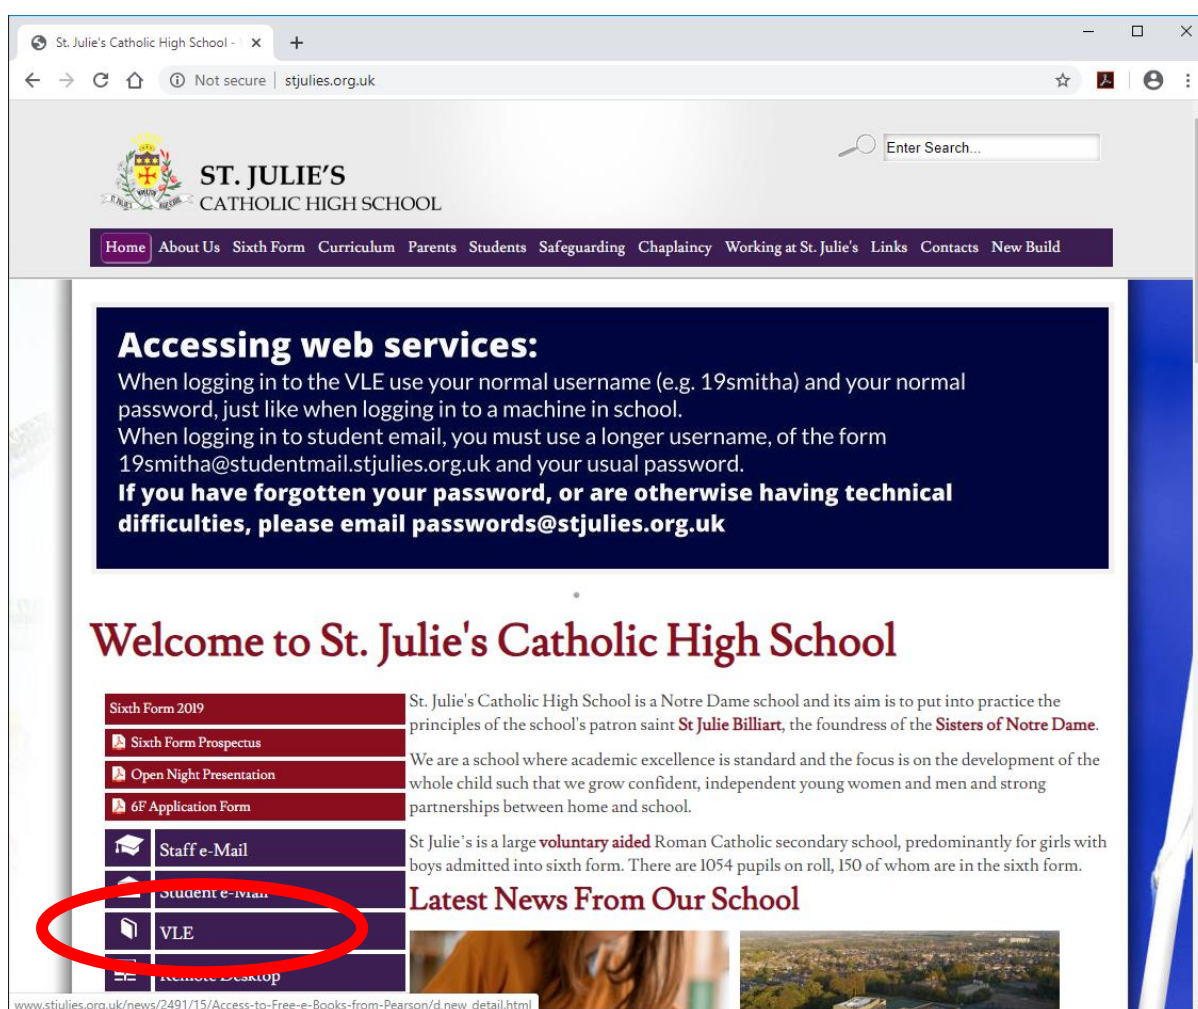 St. Julie's Catholic High School -
Not secure | stjulies.org.uk
ST. JULIE'S
CATHOLIC HIGH SCHOOL
Enter Search...
Home About Us Sixth Form Curriculum Parents Students Safeguarding Chaplaincy Working at St. Julie's Links Contacts New Build
Accessing web services:
When logging in to the VLE use your normal username (e.g. 19smitha) and your normal
password, just like when logging in to a machine in school.
When logging in to student email, you must use a longer username, of the form
19smitha@studentmail.stjulies.org.uk and your usual password.
If you have forgotten your password, or are otherwise having technical
difficulties, please email passwords@stjulies.org.uk
Welcome to St. Julie's Catholic High School
Sixth Form 2019
Sixth Form Prospectus
Open Night Presentation
6F Application Form
Staff e-Mail
Student e-Mail
VLE
Remote Desktop
St. Julie's Catholic High School is a Notre Dame school and its aim is to put into practice the
principles of the school's patron saint St Julie Billiart, the foundress of the Sisters of Notre Dame.
We are a school where academic excellence is standard and the focus is on the development of the
whole child such that we grow confident, independent young women and men and strong
partnerships between home and school.
St Julie's is a large voluntary aided Roman Catholic secondary school, predominantly for girls with
boys admitted into sixth form. There are 1054 pupils on roll, 150 of whom are in the sixth form.
Latest News From Our School
www.stjulies.org.uk/news/2491/15/Access-to-Free-e-Books-from-Pearson/d,new_detail.html